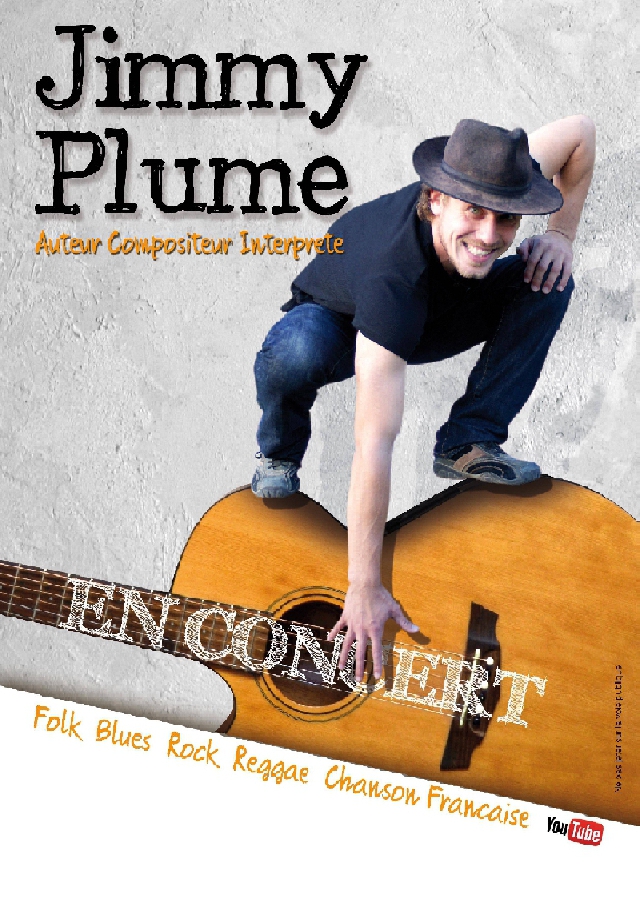 Jimmy
Plume
Auteur Compositeur Interprete
EN CONCERT
Folk Blues Rock Reggae Chanson Francaise
YouTube